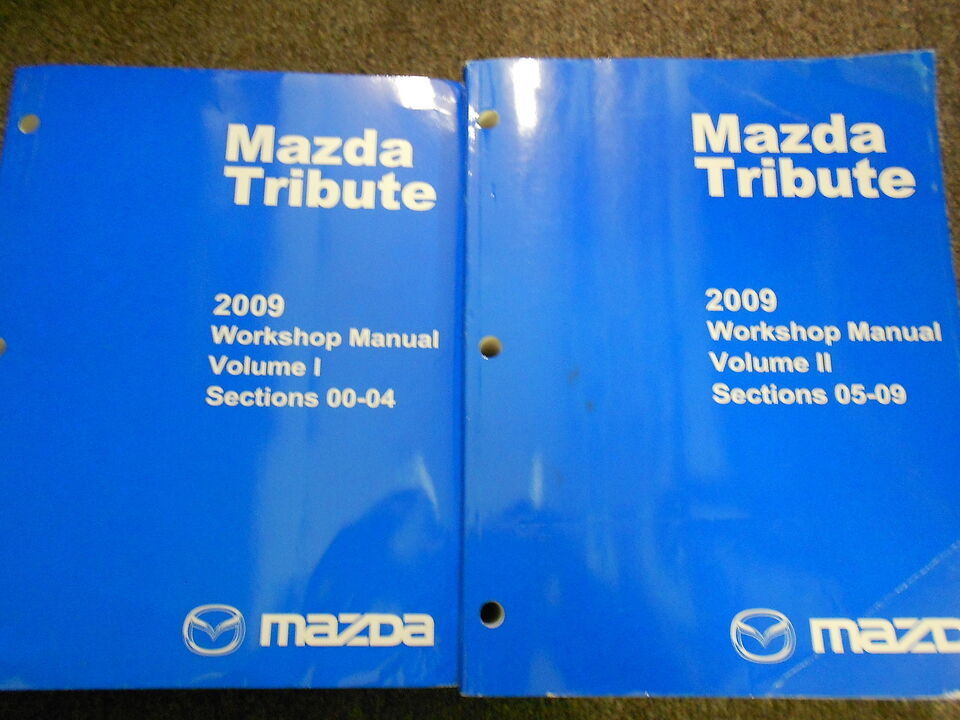 Mazda
Tribute
2009
Workshop Manual
Volume I
Sections 00-04
mazda
Mazda
Tribute
2009
Workshop Manual
Volume II
Sections 05-09
mazd